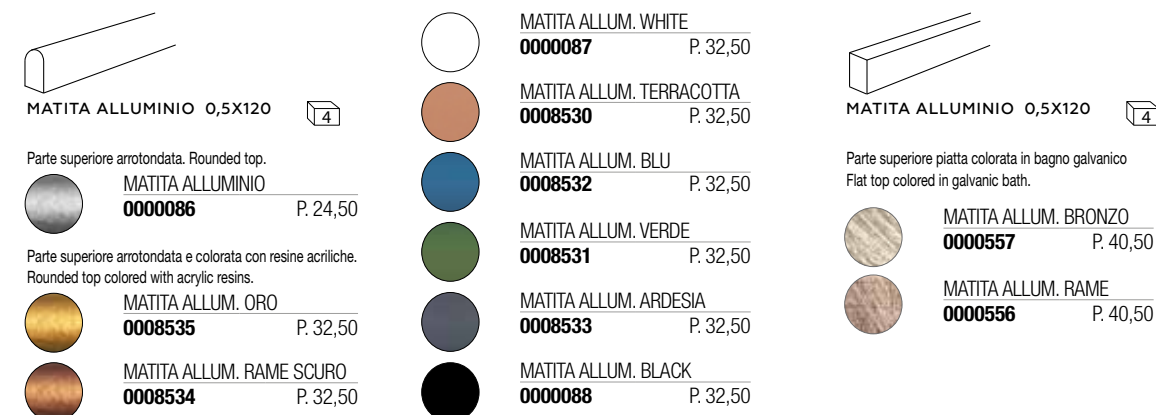 MATITA ALLUMINIO 0,5X120
4
Parte superiore arrotondata. Rounded top.
MATITA ALLUMINIO
0000086 P. 24,50
Parte superiore arrotondata e colorata con resine acriliche.
Rounded top colored with acrylic resins.
MATITA ALLUM. ORO
0008535 P. 32,50
MATITA ALLUM. RAME SCURO
0008534 P. 32,50
MATITA ALLUM. WHITE
0000087 P. 32,50
MATITA ALLUM. TERRACOTTA
0008530 P. 32,50
MATITA ALLUM. BLU
0008532 P. 32,50
MATITA ALLUM. VERDE
0008531 P. 32,50
MATITA ALLUM. ARDESIA
0008533 P. 32,50
MATITA ALLUM. BLACK
0000088 P. 32,50
MATITA ALLUMINIO 0,5X120
4
Parte superiore piatta colorata in bagno galvanico
Flat top colored in galvanic bath.
MATITA ALLUM. BRONZO
0000557 P. 40,50
MATITA ALLUM. RAME
0000556 P. 40,50